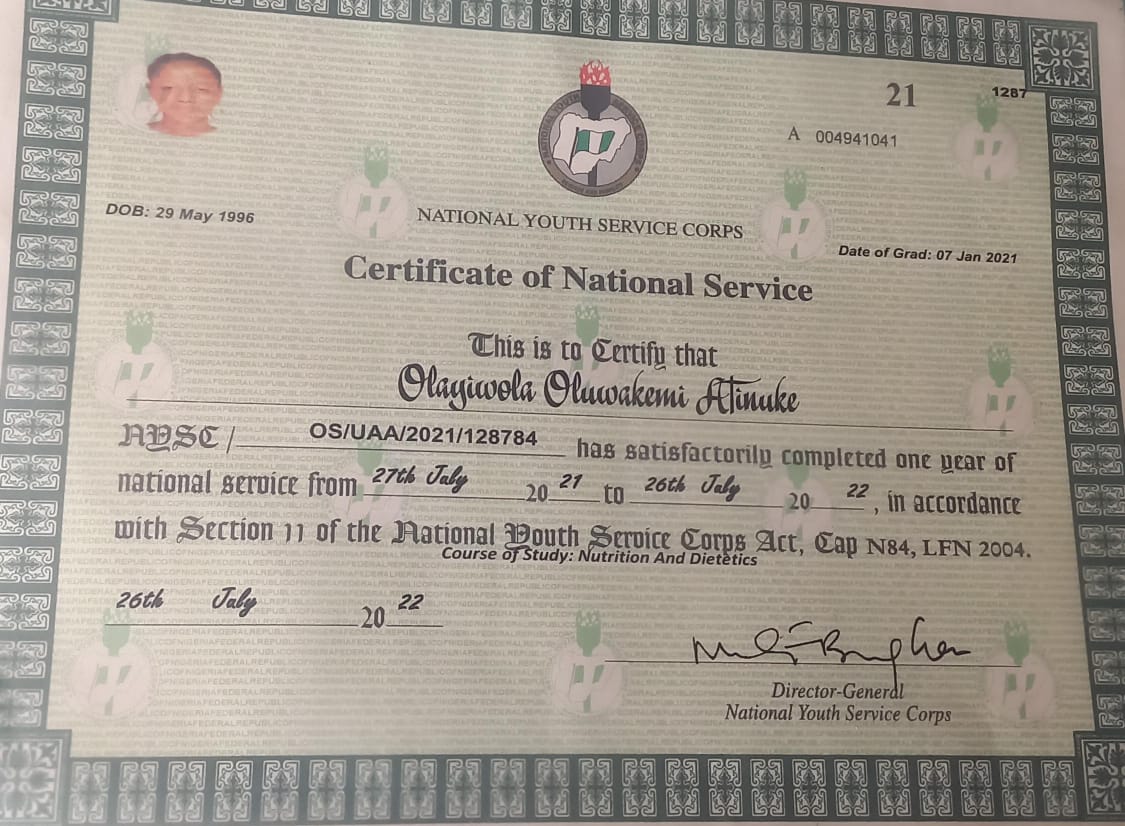 21
1287
A 004941041
DOB: 29 May 1996
NATIONAL YOUTH SERVICE CORPS
Date of Grad: 07 Jan 2021
Certificate of National Service
This is to Certify that
Olayiwola Oluwakemi Atinuke
NYSC/ OS/UAA/2021/128784 has satisfactorily completed one year of
national service from 27th July 20 21 to 26th July 20 22, in accordance
with Section 11 of the National Youth Service Corps Act, Cap N84, LFN 2004.
Course of Study: Nutrition And Dietetics
26th July 20 22
Director-General
National Youth Service Corps